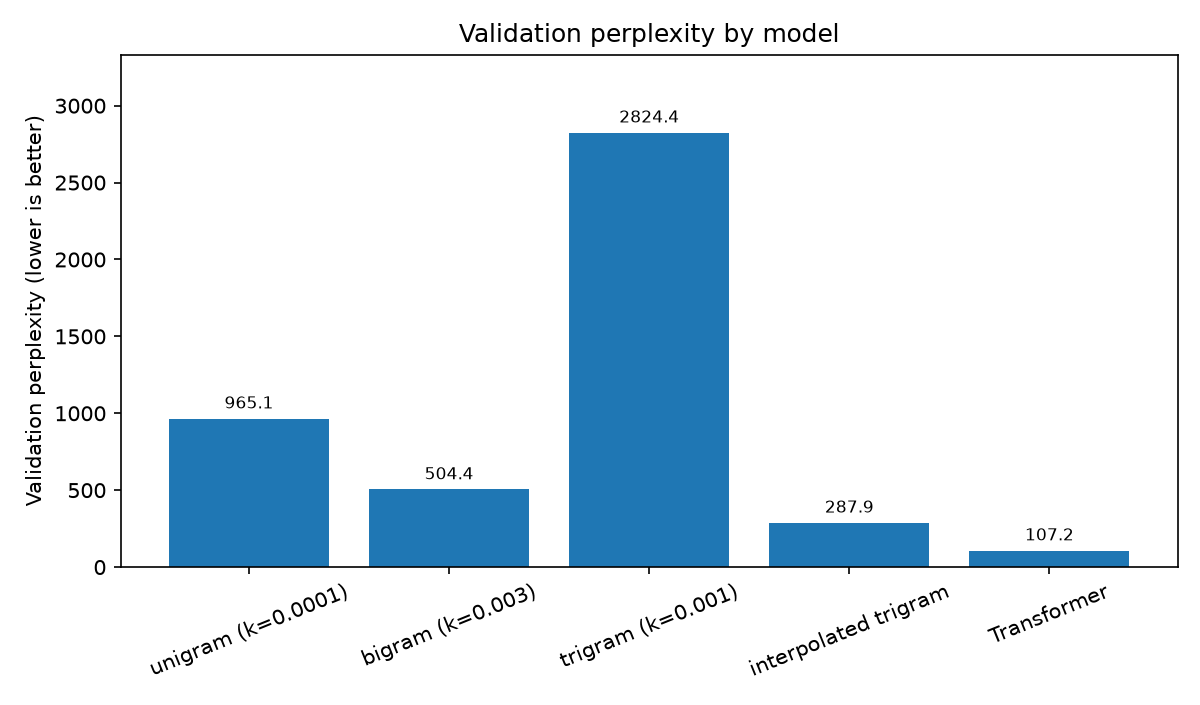 Validation perplexity by model
Validation perplexity (lower is better)
3000
2500
2000
1500
1000
500
0
965.1
504.4
2824.4
287.9
107.2
unigram (k=0.0001)
bigram (k=0.003)
trigram (k=0.001)
interpolated trigram
Transformer